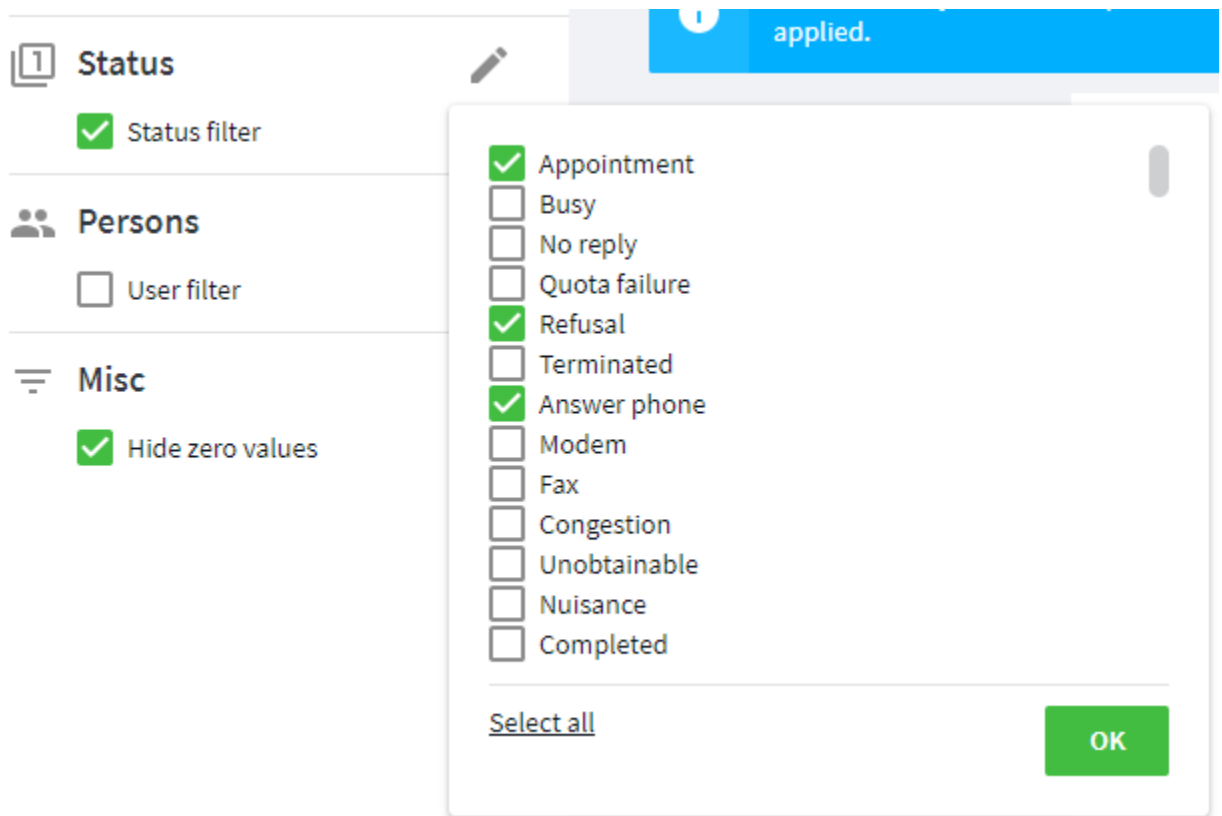 applied.
Status
Status filter
Persons
User filter
Misc
Hide zero values
Appointment
Busy
No reply
Quota failure
Refusal
Terminated
Answer phone
Modem
Fax
Congestion
Unobtainable
Nuisance
Completed
Select all
OK